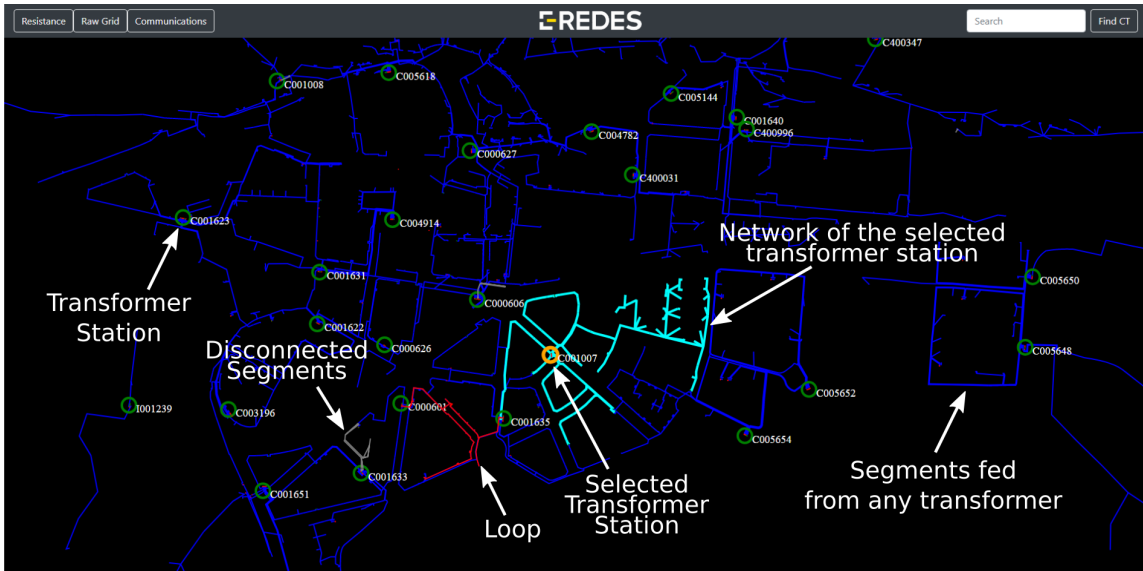 Resistance
Raw Grid
Communications
E-REDES
Search
Find CT
C400347
C001008
C005618
C005144
C001640
C400996
C004782
C000627
C400031
C001623
C004914
Network of the selected
transformer station
C001631
C005650
Transformer
Station
C000606
C001622
Disconnected
Segments
C000626
C001007
C005648
I001239
C003196
C000601
C001635
C005652
C005654
C001633
Segments fed
from any transformer
C001651
Selected
Transformer
Station
Loop